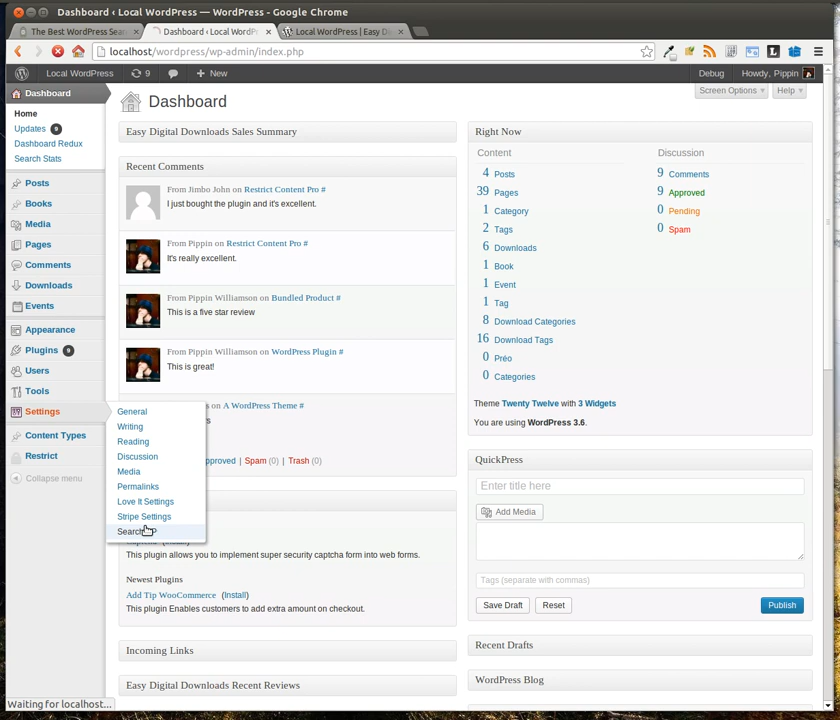 Dashboard ‹ Local WordPress — WordPress - Google Chrome
The Best WordPress Sear
Dashboard ‹ Local WordPr
Local WordPress | Easy D
localhost/wordpress/wp-admin/index.php
Local WordPress
9
New
Debug
Howdy, Pippin
Dashboard
Home
Updates 9
Dashboard Redux
Search Stats
Posts
Books
Media
Pages
Comments
Downloads
Events
Appearance
Plugins 9
Users
Tools
Settings
Content Types
Restrict
Collapse menu
General
Writing
Reading
Discussion
Media
Permalinks
Love It Settings
Stripe Settings
Search P
Screen Options
Help
Dashboard
Easy Digital Downloads Sales Summary
Recent Comments
From Jimbo John on Restrict Content Pro #
I just bought the plugin and it's excellent.
From Pippin on Restrict Content Pro #
It's really excellent.
From Pippin Williamson on Bundled Product #
This is a five star review
From Pippin Williamson on WordPress Plugin #
This is great!
s on A WordPress Theme #
pproved | Spam (0) | Trash (0)
This plugin allows you to implement super security captcha form into web forms.
Newest Plugins
Add Tip WooCommerce (Install)
This plugin Enables customers to add extra amount on checkout.
Incoming Links
Easy Digital Downloads Recent Reviews
Right Now
Content
4 Posts
39 Pages
1 Category
2 Tags
6 Downloads
1 Book
1 Event
1 Tag
8 Download Categories
16 Download Tags
0 Préo
0 Categories
Discussion
9 Comments
9 Approved
0 Pending
0 Spam
Theme Twenty Twelve with 3 Widgets
You are using WordPress 3.6.
QuickPress
Enter title here
Add Media
Tags (separate with commas)
Save Draft
Reset
Publish
Recent Drafts
WordPress Blog
Waiting for localhost...